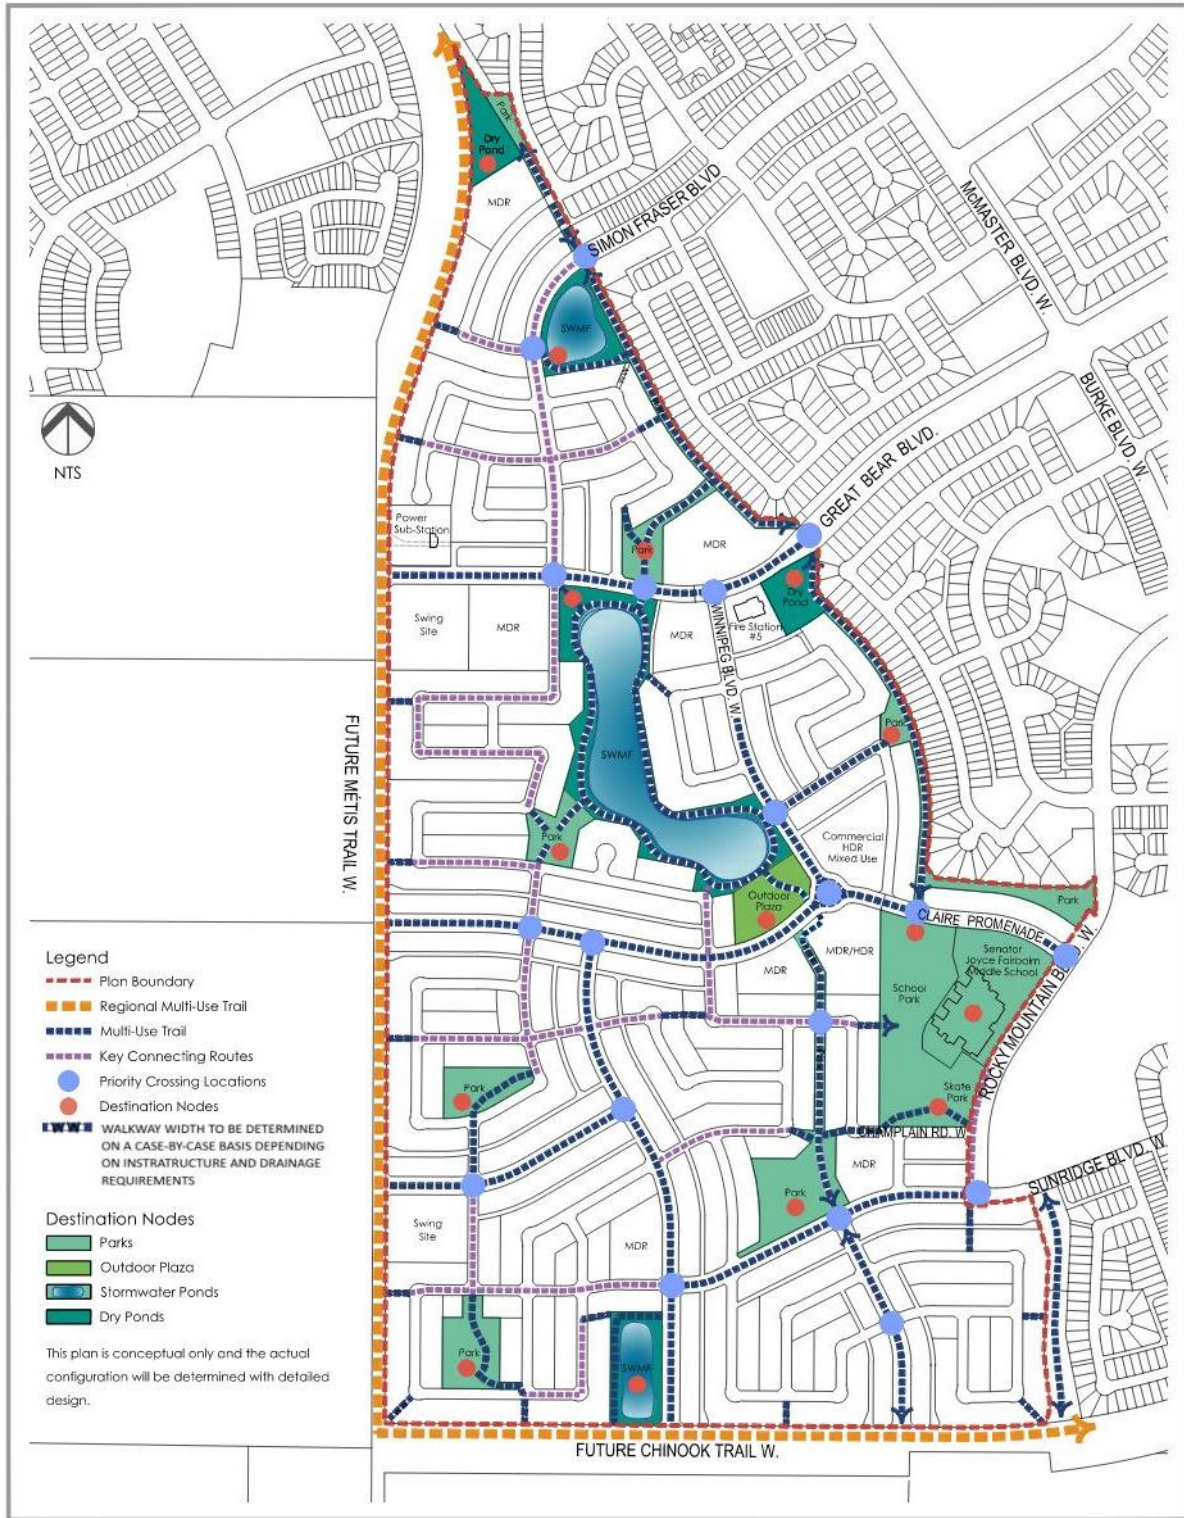 Park
Dry
Pond
MDR
SIMON FRASER BLVD
McMASTER BLVD. W.
SWMF
BURKE BLVD. W.
NTS
GREAT BEAR BLVD.
Power
Sub-Station
MDR
Park
Dry
Pond
Swing
Site
MDR
MDR
Fire Station
#5
WINNIPEG BLVD. W
Park
FUTURE MÉTIS TRAIL W.
SWMF
Park
Commercial
HDR
Mixed Use
Outdoor
Plaza
Park
CLAIRE PROMENADE
MDR/HDR
MDR
Senator
Joyce Fairbairn
Middle School
School
Park
ROCKY MOUNTAIN BLVD. W.
Skate
Park
CHAMPLAIN RD. W
Park
MDR
SUNRIDGE BLVD. W
Park
Swing
Site
MDR
Park
SWMF
FUTURE CHINOOK TRAIL W.
Legend
Plan Boundary
Regional Multi-Use Trail
Multi-Use Trail
Key Connecting Routes
Priority Crossing Locations
Destination Nodes
WALKWAY WIDTH TO BE DETERMINED
ON A CASE-BY-CASE BASIS DEPENDING
ON INSTRATRUCTURE AND DRAINAGE
REQUIREMENTS
Destination Nodes
Parks
Outdoor Plaza
Stormwater Ponds
Dry Ponds
This plan is conceptual only and the actual
configuration will be determined with detailed
design.